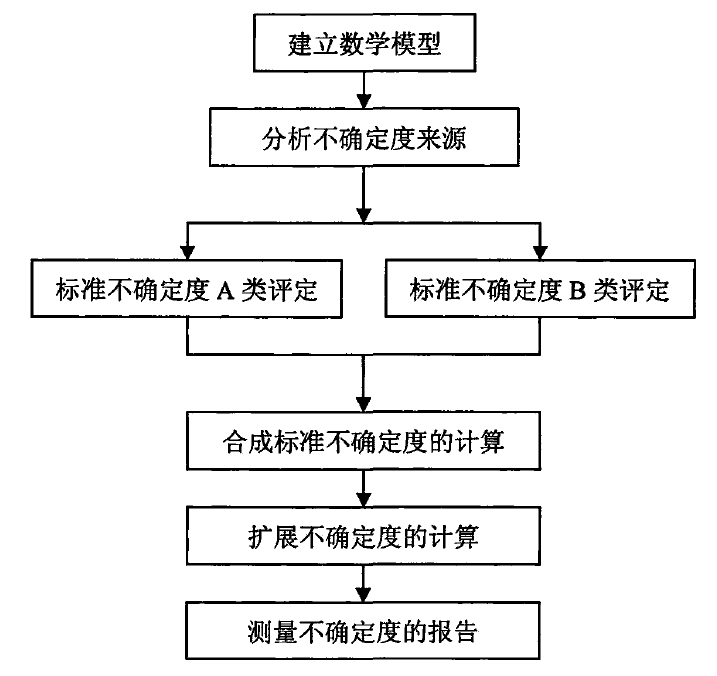 建立数学模型
分析不确定度来源
标准不确定度 A 类评定
标准不确定度 B 类评定
合成标准不确定度的计算
扩展不确定度的计算
测量不确定度的报告